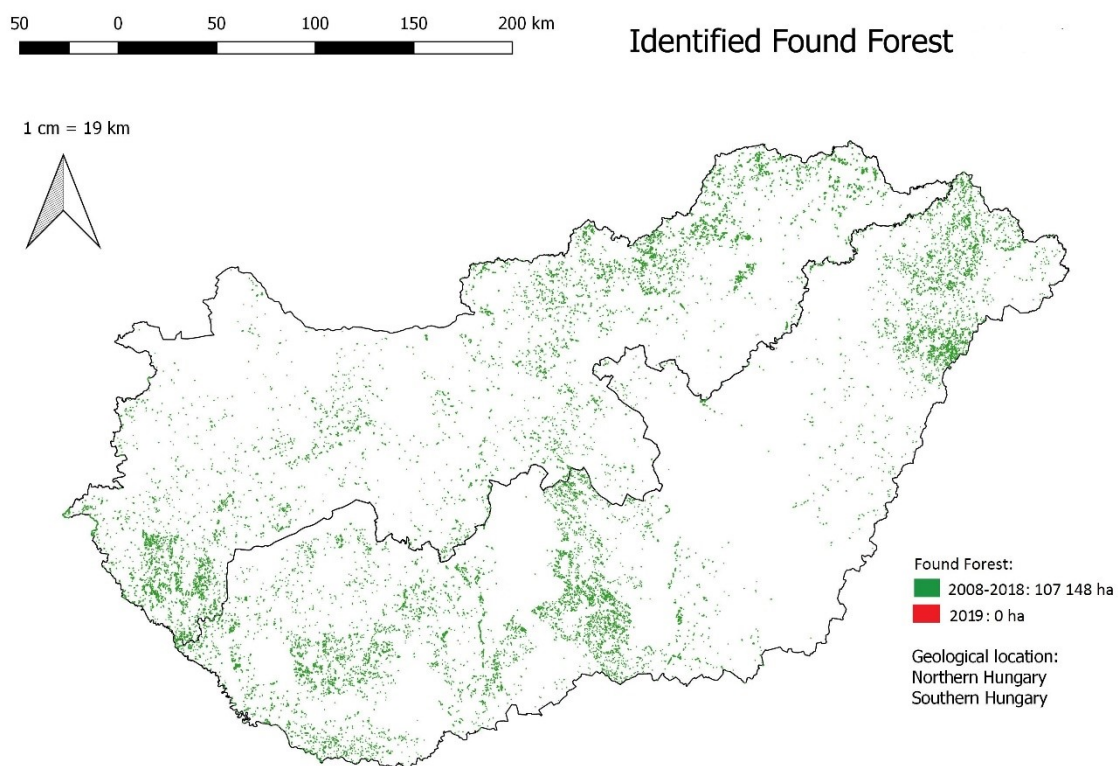 50 0 50 100 150 200 km
Identified Found Forest
1 cm = 19 km
Found Forest:
2008-2018: 107 148 ha
2019: 0 ha
Geological location:
Northern Hungary
Southern Hungary